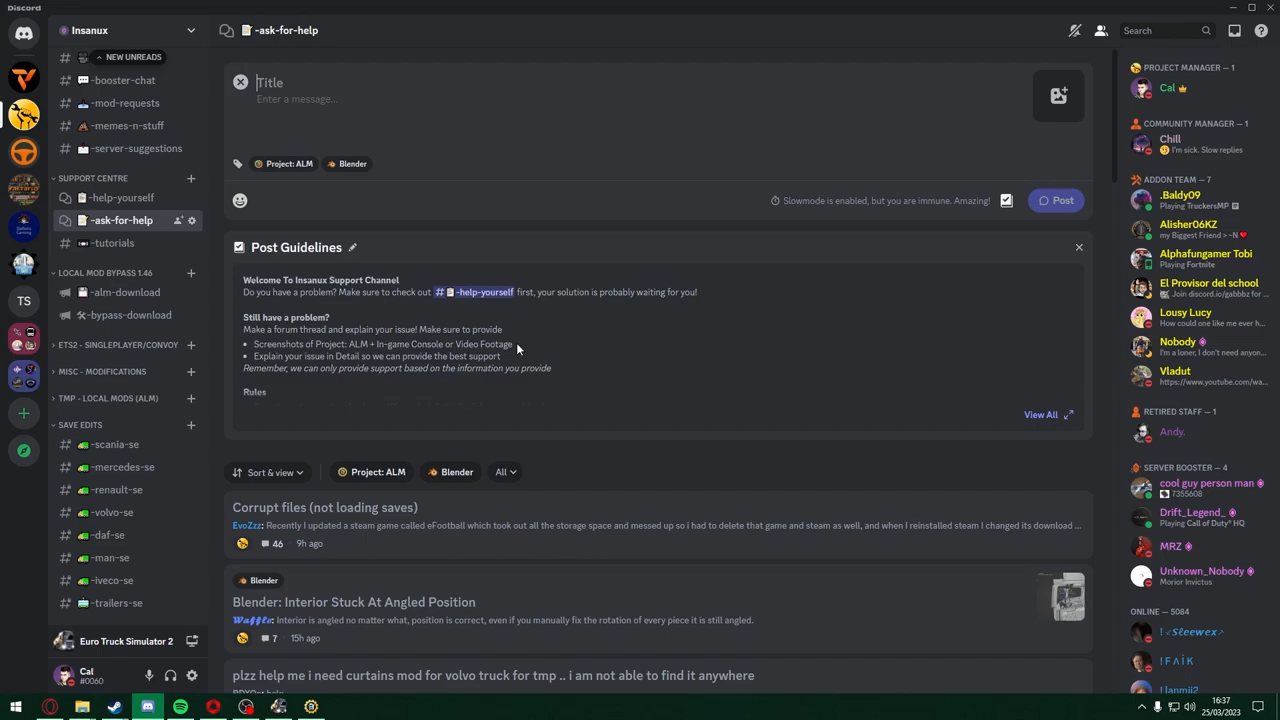 Discord
Insanux
-ask-for-help
Search
NEW UNREADS
-booster-chat
-mod-requests
-memes-n-stuff
-server-suggestions
SUPPORT CENTRE
-help-yourself
-ask-for-help
-tutorials
LOCAL MOD BYPASS 1.46
-alm-download
-bypass-download
ETS2 - SINGLEPLAYER/CONVOY
MISC - MODIFICATIONS
TMP - LOCAL MODS (ALM)
SAVE EDITS
-scania-se
-mercedes-se
-renault-se
-volvo-se
-daf-se
-man-se
-iveco-se
-trailers-se
Euro Truck Simulator 2
Cal
#0060
TS
Title
Enter a message...
Project: ALM
Blender
Slowmode is enabled, but you are immune. Amazing!
Post
Post Guidelines
Welcome To Insanux Support Channel
Do you have a problem? Make sure to check out # -help-yourself first, your solution is probably waiting for you!
Still have a problem?
Make a forum thread and explain your issue! Make sure to provide
• Screenshots of Project: ALM + In-game Console or Video Footage
• Explain your issue in Detail so we can provide the best support
Remember, we can only provide support based on the information you provide
Rules
View All
Sort & view
Project: ALM
Blender
All
Corrupt files (not loading saves)
EvoZzz: Recently I updated a steam game called eFootball which took out all the storage space and messed up so i had to delete that game and steam as well, and when I reinstalled steam I changed its download ...
46
9h ago
Blender
Blender: Interior Stuck At Angled Position
Waffle: Interior is angled no matter what, position is correct, even if you manually fix the rotation of every piece it is still angled.
7 · 15h ago
plzz help me i need curtains mod for volvo truck for tmp .. i am not able to find it anywhere
PROJECT MANAGER — 1
Cal
COMMUNITY MANAGER — 1
Chill
I'm sick. Slow replies
ADDON TEAM — 7
.Baldy09
Playing TruckersMP
Alisher06KZ
my Biggest Friend > ~N
Alphafungamer Tobi
Playing Fortnite
El Provisor del school
Join discord.io/gabbbz for ...
Lousy Lucy
How could one like me ever h...
Nobody
I'm a loner, I don't need anyon...
Vladut
https://www.youtube.com/wa...
RETIRED STAFF — 1
Andy.
SERVER BOOSTER — 4
cool guy person man
7355608
Drift_Legend_
Playing Call of Duty® HQ
MRZ
Unknown_Nobody
Morior Invictus
ONLINE — 5084
! ✓Sleewex↗
! F Λ İ K
! lanmii2
16:37
25/03/2023